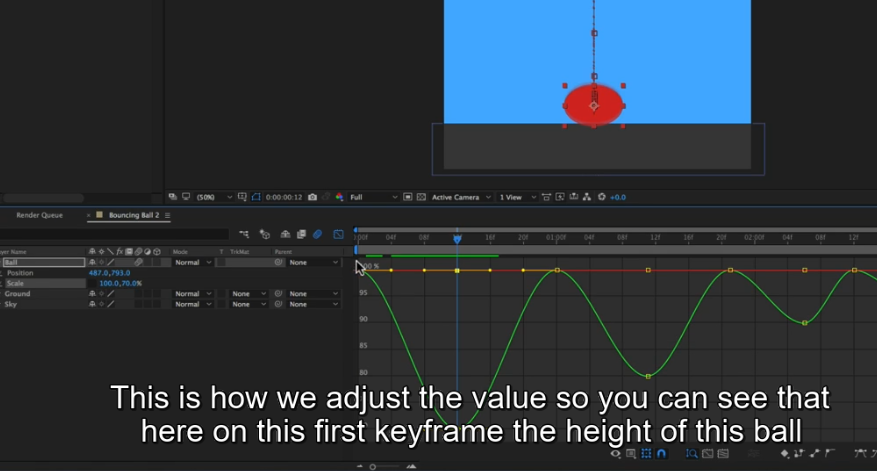 (50%)
0:00:00:12
Full
Active Camera
1 View
+0.0
Render Queue
× Bouncing Ball 2
Mode
T TrkMat
Parent
Ball
Normal
None
Position
487.0,793.0
Scale
100.0,70.0%
Ground
Normal
None
None
Sky
Normal
None
None
04f
08f
16f
20f
01:00f
04f
08f
12f
16f
20f
02:00f
04f
08f
12f
100 %
95
90
85
80
This is how we adjust the value so you can see that
here on this first keyframe the height of this ball